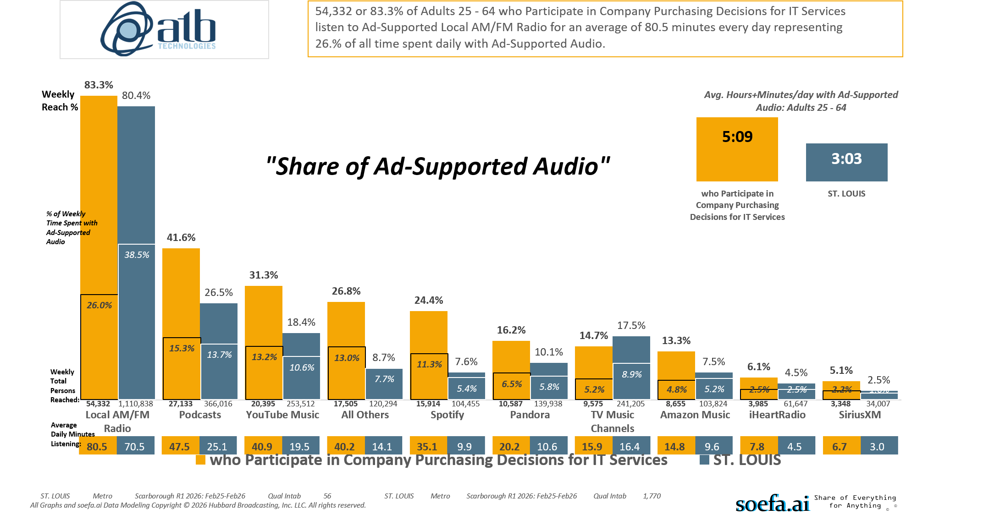 atb
TECHNOLOGIES
54,332 or 83.3% of Adults 25 - 64 who Participate in Company Purchasing Decisions for IT Services
listen to Ad-Supported Local AM/FM Radio for an average of 80.5 minutes every day representing
26.% of all time spent daily with Ad-Supported Audio.
Weekly
Reach %
83.3%
80.4%
Avg. Hours+Minutes/day with Ad-Supported
Audio: Adults 25 - 64
5:09
3:03
who Participate in
Company Purchasing
Decisions for IT Services
ST. LOUIS
"Share of Ad-Supported Audio"
% of Weekly
Time Spent with
Ad-Supported
Audio
26.0% 38.5%
41.6% 26.5%
15.3% 13.7%
31.3% 18.4%
13.2% 10.6%
26.8% 8.7%
13.0% 7.7%
24.4% 7.6%
11.3% 5.4%
16.2% 10.1%
6.5% 5.8%
14.7% 17.5%
5.2% 8.9%
13.3% 7.5%
4.8% 5.2%
6.1% 4.5%
2.5% 2.5%
5.1% 2.5%
2.2%
Weekly
Total
Persons
Reached:
54,332 1,110,838 27,133 366,016 20,395 253,512 17,505 120,294 15,914 104,455 10,587 139,938 9,575 241,205 8,655 103,824 3,985 61,647 3,348 34,007
Local AM/FM
Radio
Podcasts
YouTube Music
All Others
Spotify
Pandora
TV Music
Channels
Amazon Music
iHeartRadio
SiriusXM
Average
Daily Minutes
Listening:
80.5 70.5 47.5 25.1 40.9 19.5 40.2 14.1 35.1 9.9 20.2 10.6 15.9 16.4 14.8 9.6 7.8 4.5 6.7 3.0
who Participate in Company Purchasing Decisions for IT Services ST. LOUIS
ST. LOUIS Metro Scarborough R1 2026: Feb25-Feb26 Qual Intab 56 ST. LOUIS Metro Scarborough R1 2026: Feb25-Feb26 Qual Intab 1,770
All Graphs and soefa.ai Data Modeling Copyright © 2026 Hubbard Broadcasting, Inc. LLC. All rights reserved.
soefa.ai
Share of Everything
for Anything
© ©